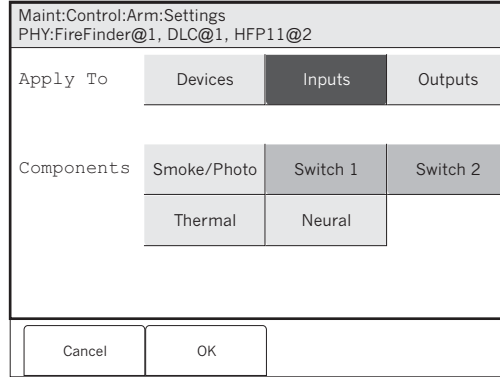 Maint:Control:Arm:Settings
PHY:FireFinder@1, DLC@1, HFP11@2
Apply To Devices Inputs Outputs
Components Smoke/Photo Switch 1 Switch 2
Thermal Neural
Cancel OK